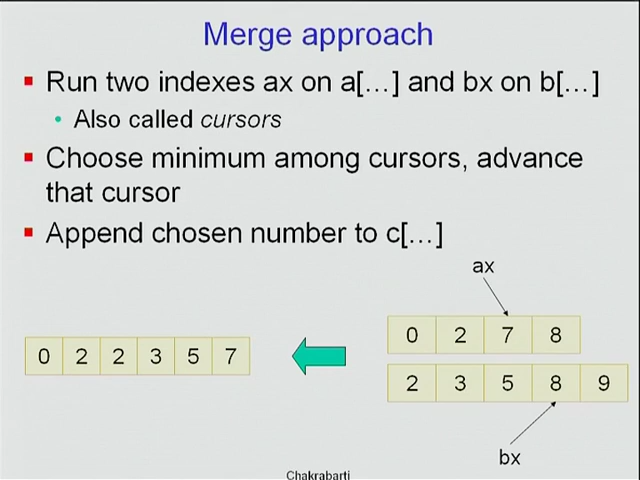 Merge approach
Run two indexes ax on a[…] and bx on b[…]
Also called cursors
Choose minimum among cursors, advance
that cursor
Append chosen number to c[…]
ax
0 2 7 8
0 2 2 3 5 7
2 3 5 8 9
bx
Chakrabarti